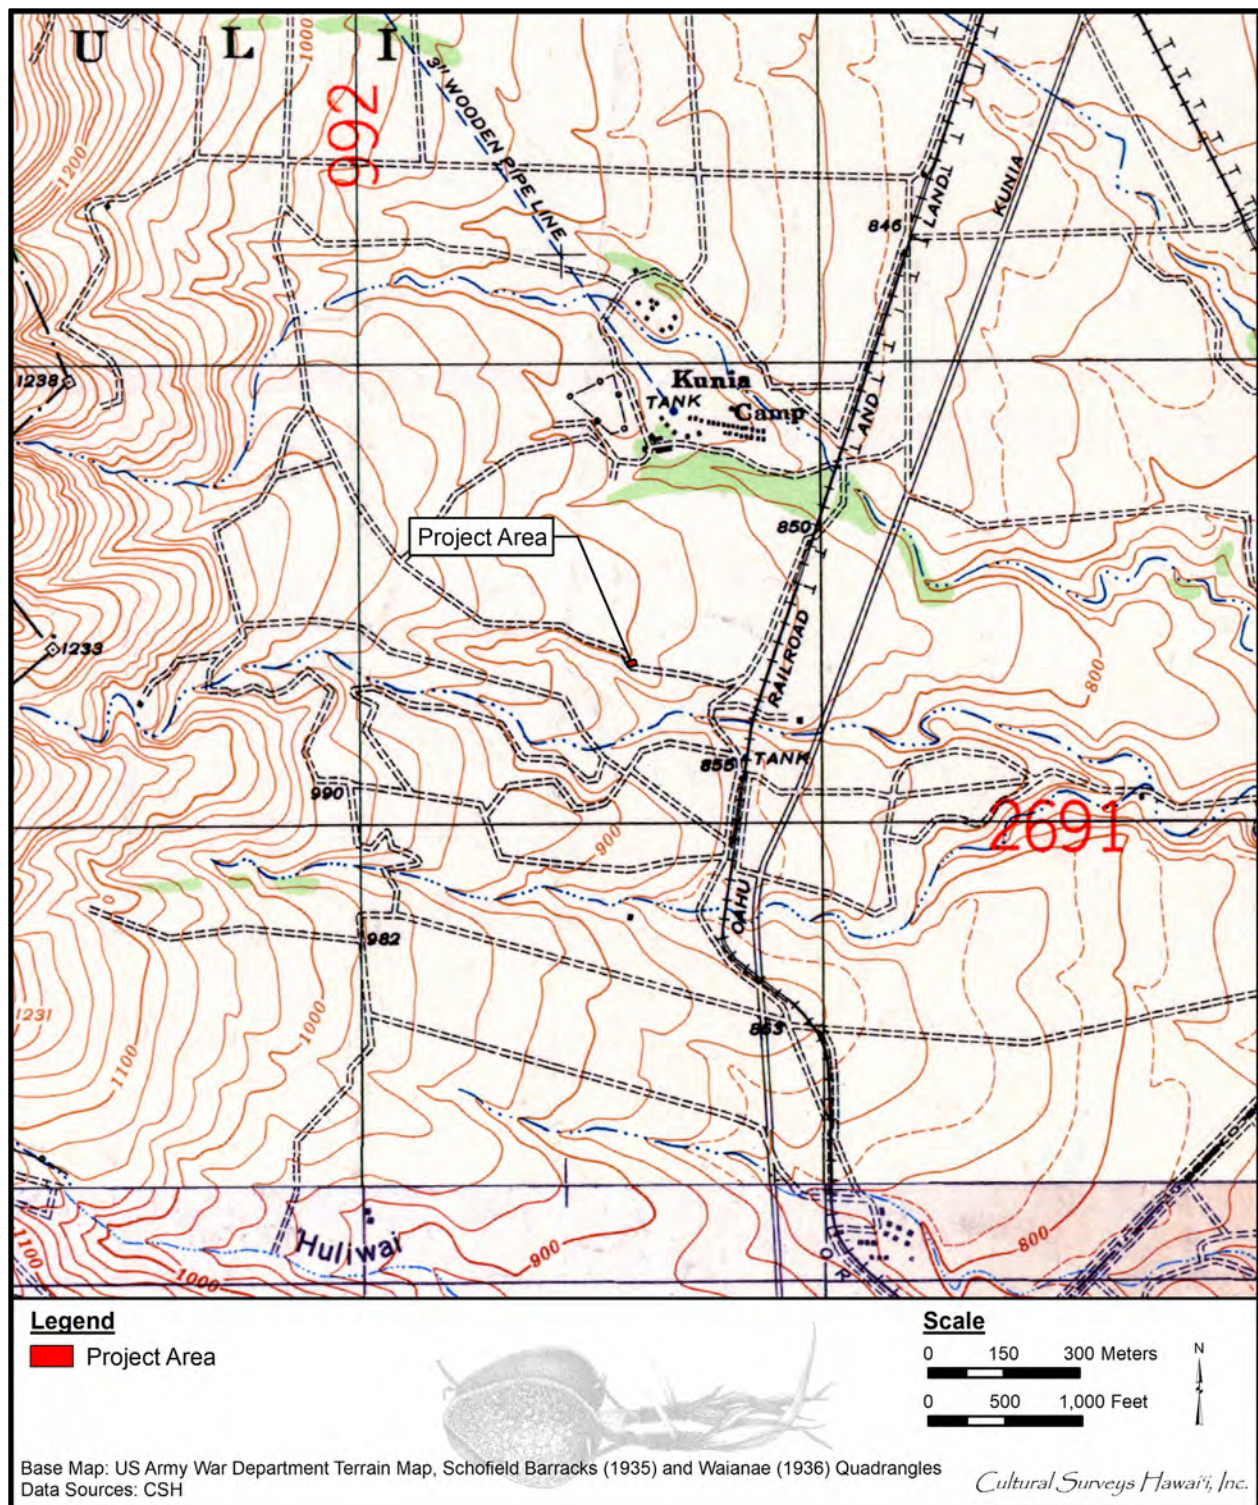 U L I
1000
992
3" WOODEN PIPE LINE
1200
LAND
KUNIA
846
1238
Kunia
TANK
Camp
AND
850
Project Area
1233
RAILROAD
800
TANK
855
990
2691
900
OAHU
982
1231
1000
863
1100
Huliwai
900
800
1100
1000
O R
Legend
Project Area
Scale
0 150 300 Meters
0 500 1,000 Feet
N
Base Map: US Army War Department Terrain Map, Schofield Barracks (1935) and Waianae (1936) Quadrangles
Data Sources: CSH
Cultural Surveys Hawai'i, Inc.